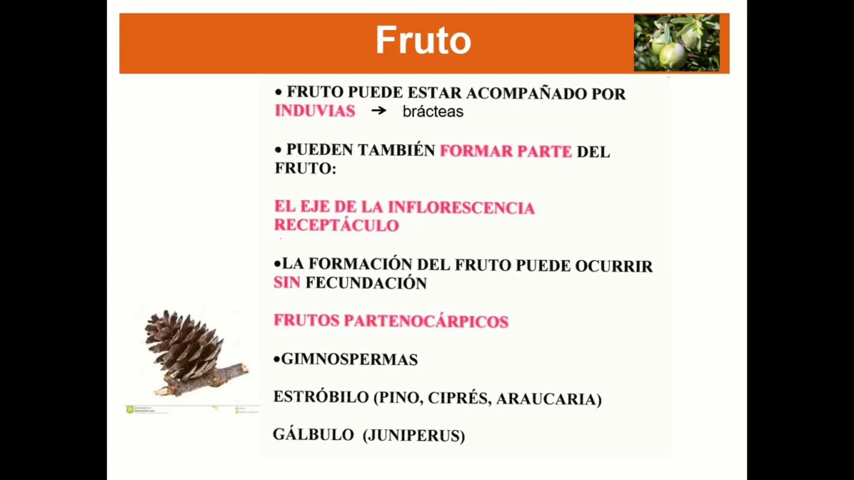 Fruto
• FRUTO PUEDE ESTAR ACOMPAÑADO POR
INDUVIAS → brácteas
• PUEDEN TAMBIÉN FORMAR PARTE DEL
FRUTO:
EL EJE DE LA INFLORESCENCIA
RECEPTÁCULO
•LA FORMACIÓN DEL FRUTO PUEDE OCURRIR
SIN FECUNDACIÓN
FRUTOS PARTENOCÁRPICOS
•GIMNOSPERMAS
ESTRÓBILO (PINO, CIPRÉS, ARAUCARIA)
GÁLBULO (JUNIPERUS)